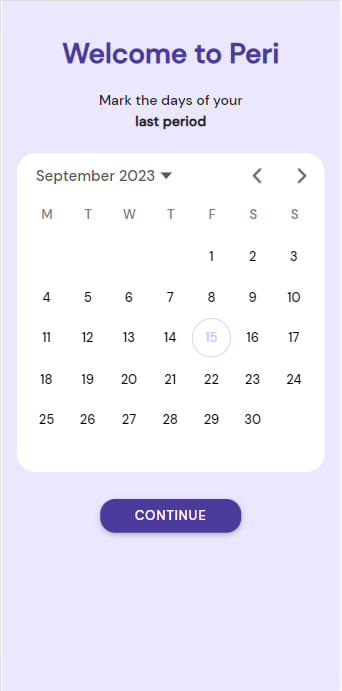 Welcome to Peri
Mark the days of your
last period
September 2023
M T W T F S S
1 2 3
4 5 6 7 8 9 10
11 12 13 14 15 16 17
18 19 20 21 22 23 24
25 26 27 28 29 30
CONTINUE